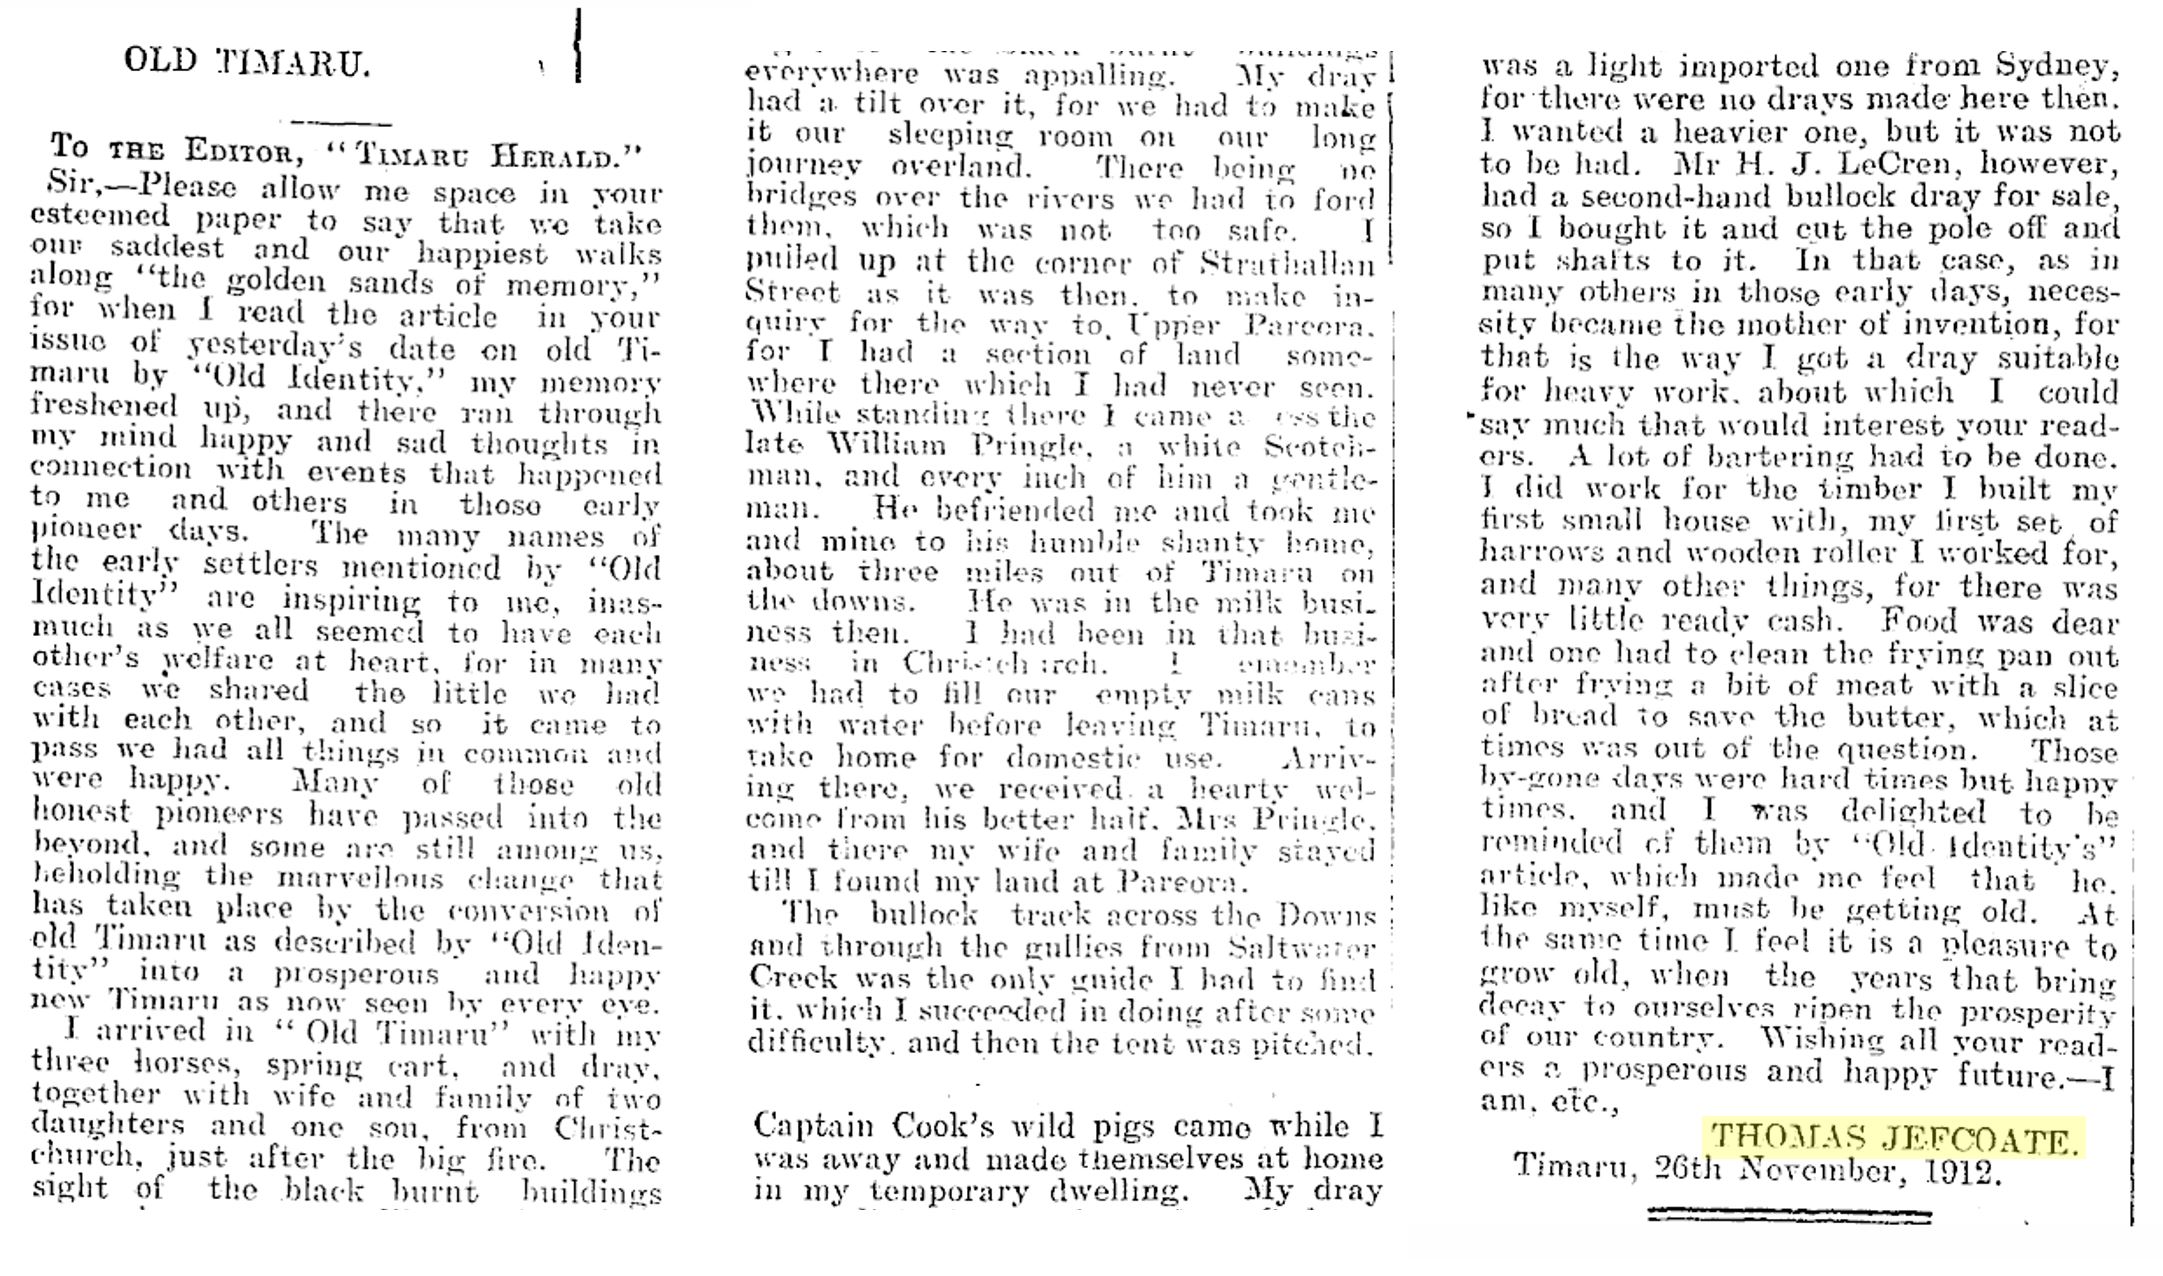 OLD TIMARU.
To THE EDITOR, "TIMARU HERALD."
Sir,—Please allow me space in your
esteemed paper to say that we take
our saddest and our happiest walks
along "the golden sands of memory,"
for when I read the article in your
issue of yesterday's date on old Ti-
maru by "Old Identity," my memory
freshened up, and there ran through
my mind happy and sad thoughts in
connection with events that happened
to me and others in those early
pioneer days. The many names of
the early settlers mentioned by "Old
Identity" are inspiring to me, inas-
much as we all seemed to have each
other's welfare at heart, for in many
cases we shared the little we had
with each other, and so it came to
pass we had all things in common and
were happy. Many of those old
honest pioneers have passed into the
beyond, and some are still among us,
beholding the marvellous change that
has taken place by the conversion of
old Timaru as described by "Old Iden-
tity" into a prosperous and happy
new Timaru as now seen by every eye.
I arrived in "Old Timaru" with my
three horses, spring cart, and dray,
together with wife and family of two
daughters and one son, from Christ-
church, just after the big fire. The
sight of the black burnt buildings
everywhere was appalling. My dray
had a tilt over it, for we had to make
it our sleeping room on our long
journey overland. There being no
bridges over the rivers we had to ford
them, which was not too safe. I
pulled up at the corner of Strathallan
Street as it was then, to make in-
quiry for the way to Upper Pareora,
for I had a section of land some-
where there which I had never seen.
While standing there I came the
late William Pringle, a white Scotch-
man, and every inch of him a gentle-
man. He befriended me and took me
and mine to his humble shanty home,
about three miles out of Timaru on
the downs. He was in the milk busi-
ness then. I had been in that busi-
ness in Christchurch. I remember
we had to fill our empty milk cans
with water before leaving Timaru, to
take home for domestic use. Arriv-
ing there, we received a hearty wel-
come from his better half, Mrs Pringle,
and there my wife and family stayed
till I found my land at Pareora.
The bullock track across the Downs
and through the gullies from Saltwater
Creek was the only guide I had to find
it, which I succeeded in doing after some
difficulty, and then the tent was pitched.
Captain Cook's wild pigs came while I
was away and made themselves at home
in my temporary dwelling. My dray
was a light imported one from Sydney,
for there were no drays made here then.
I wanted a heavier one, but it was not
to be had. Mr H. J. LeCren, however,
had a second-hand bullock dray for sale,
so I bought it and cut the pole off and
put shafts to it. In that case, as in
many others in those early days, neces-
sity became the mother of invention, for
that is the way I got a dray suitable
for heavy work, about which I could
say much that would interest your read-
ers. A lot of bartering had to be done.
I did work for the timber I built my
first small house with, my first set of
harrows and wooden roller I worked for,
and many other things, for there was
very little ready cash. Food was dear
and one had to clean the frying pan out
after frying a bit of meat with a slice
of bread to save the butter, which at
times was out of the question. Those
by-gone days were hard times but happy
times, and I was delighted to be
reminded of them by "Old Identity's"
article, which made me feel that he,
like myself, must be getting old. At
the same time I feel it is a pleasure to
grow old, when the years that bring
decay to ourselves ripen the prosperity
of our country. Wishing all your read-
ers a prosperous and happy future.—I
am, etc.,
THOMAS JEFCOATE.
Timaru, 26th November, 1912.